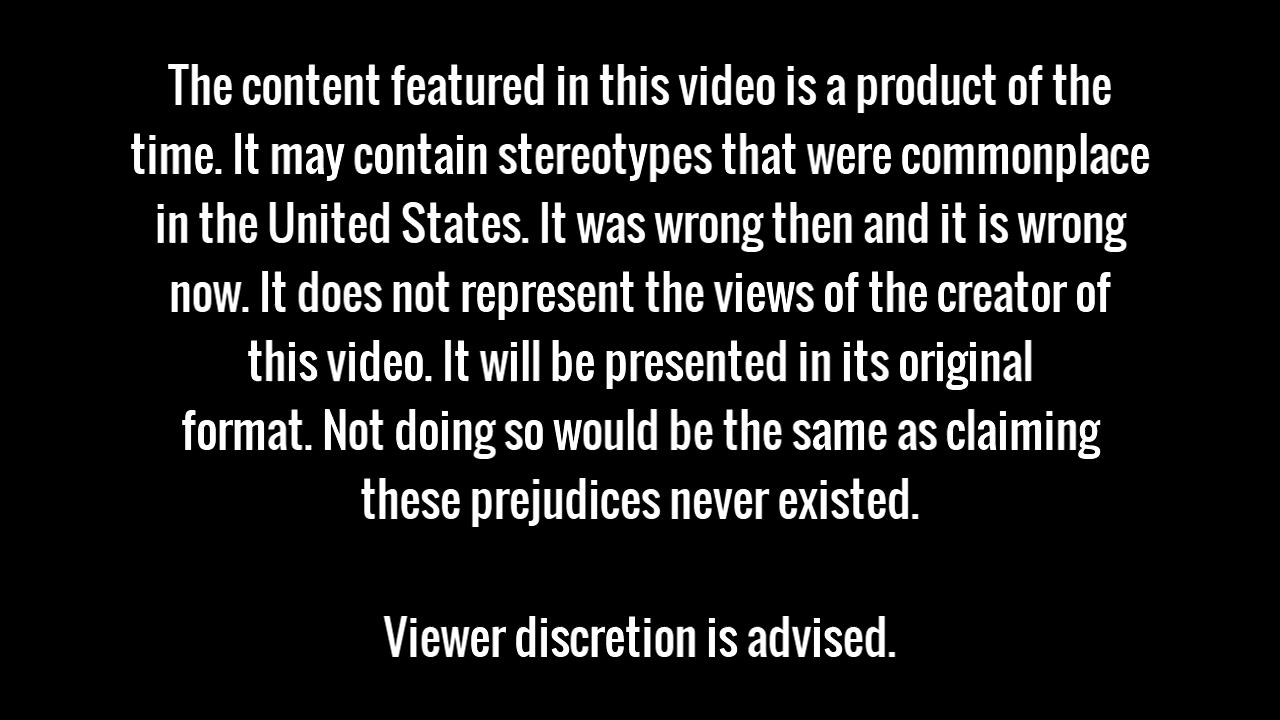 The content featured in this video is a product of the
time. It may contain stereotypes that were commonplace
in the United States. It was wrong then and it is wrong
now. It does not represent the views of the creator of
this video. It will be presented in its original
format. Not doing so would be the same as claiming
these prejudices never existed.
Viewer discretion is advised.